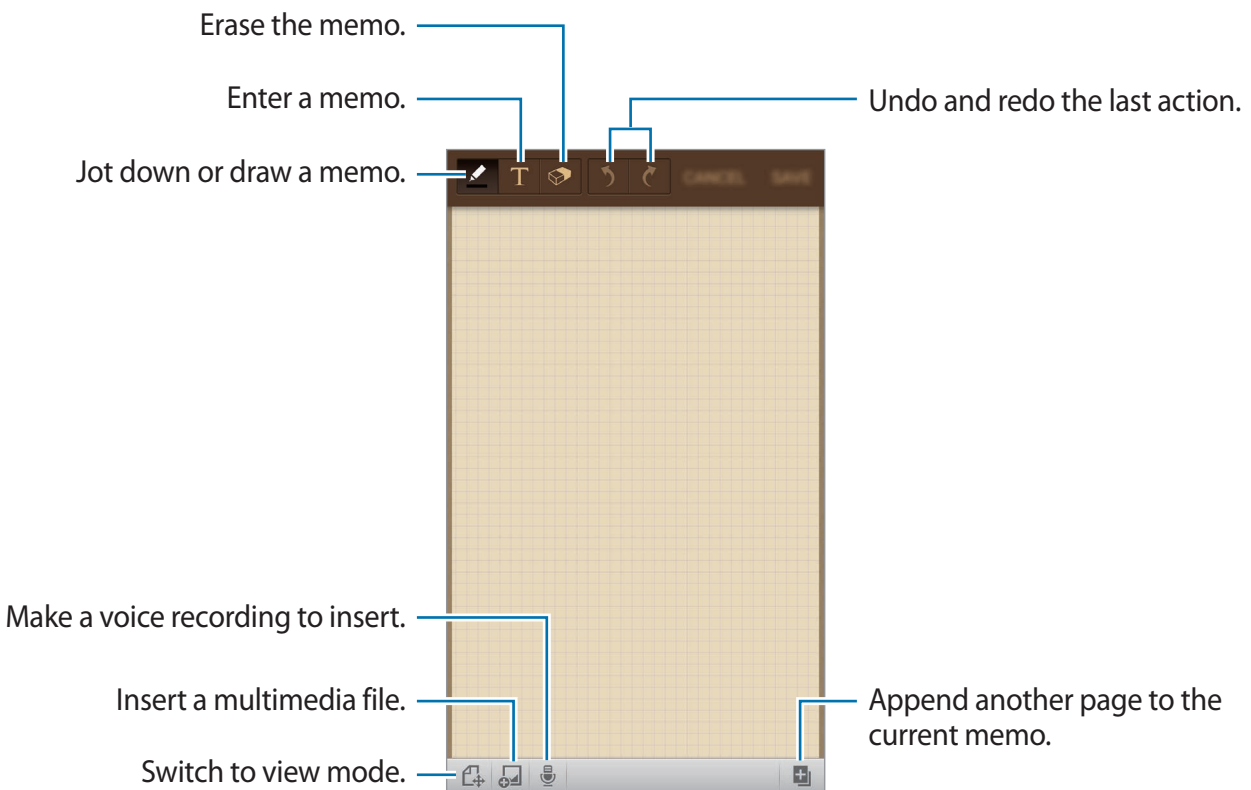 Erase the memo.
Enter a memo.
Undo and redo the last action.
Jot down or draw a memo.
T
CANCEL SAVE
Make a voice recording to insert.
Insert a multimedia file.
Append another page to the
current memo.
Switch to view mode.